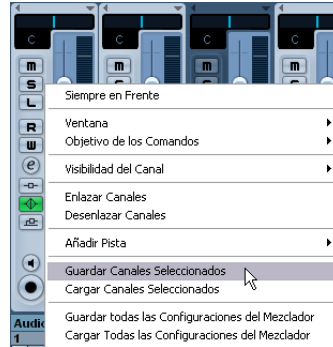 C C C C
m m m
S
L
R
W
e
Siempre en Frente
Ventana
Objetivo de los Comandos
Visibilidad del Canal
Enlazar Canales
Desenlazar Canales
Añadir Pista
Guardar Canales Seleccionados
Cargar Canales Seleccionados
Guardar todas las Configuraciones del Mezclador
Cargar Todas las Configuraciones del Mezclador
Audio
1